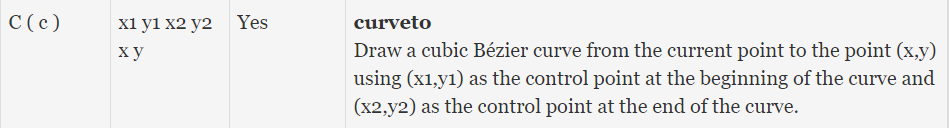 C ( c )
x1 y1 x2 y2
x y
Yes
curveto
Draw a cubic Bézier curve from the current point to the point (x,y)
using (x1,y1) as the control point at the beginning of the curve and
(x2,y2) as the control point at the end of the curve.